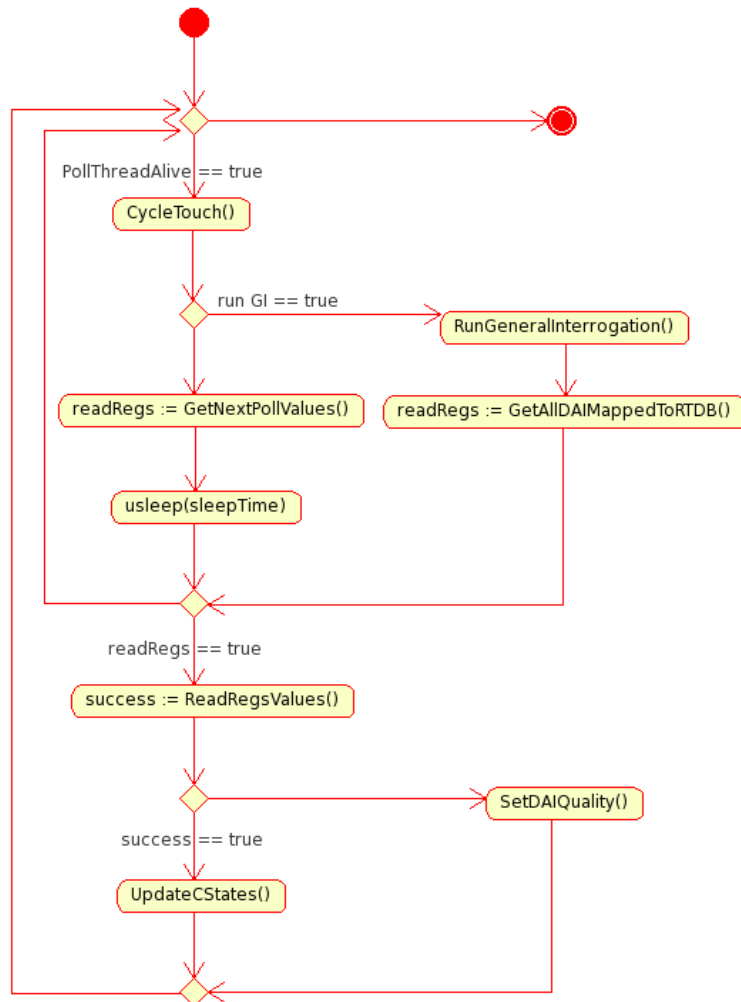 PollThreadAlive == true
CycleTouch()
run GI == true
RunGeneralInterrogation()
readRegs := GetNextPollValues()
readRegs := GetAllDAIMappedToRTDB()
usleep(sleepTime)
readRegs == true
success := ReadRegsValues()
SetDAIQuality()
success == true
UpdateCStates()